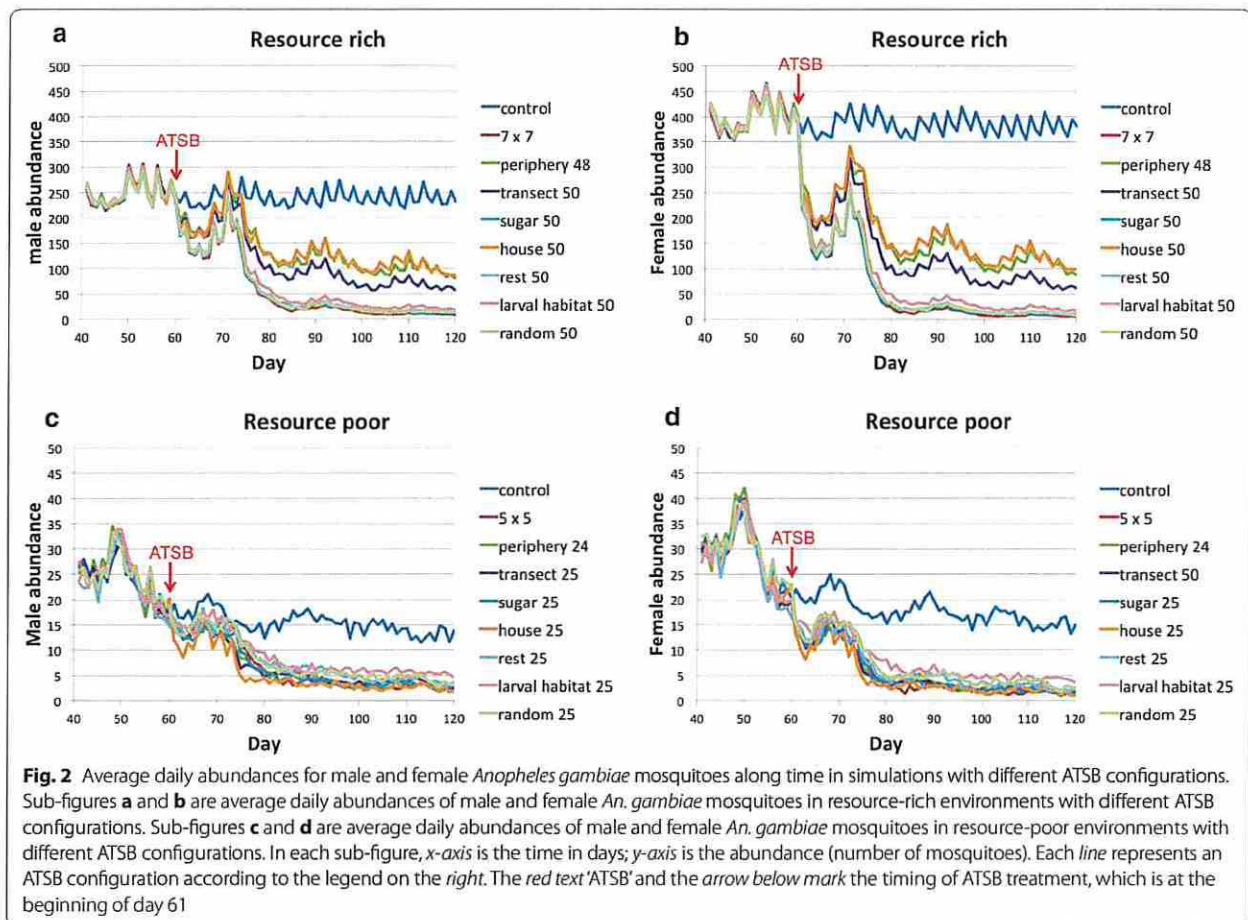 a
Resource rich
500
450
400
350
300
250
200
150
100
50
0
male abundance
ATSB
40 50 60 70 80 90 100 110 120
Day
control
7 x 7
periphery 48
transect 50
sugar 50
house 50
rest 50
larval habitat 50
random 50
b
Resource rich
500
450
400
350
300
250
200
150
100
50
0
Female abundance
ATSB
40 50 60 70 80 90 100 110 120
Day
control
7 x 7
periphery 48
transect 50
sugar 50
house 50
rest 50
larval habitat 50
random 50
c
Resource poor
50
45
40
35
30
25
20
15
10
5
0
Male abundance
ATSB
40 50 60 70 80 90 100 110 120
Day
control
5 x 5
periphery 24
transect 25
sugar 25
house 25
rest 25
larval habitat 25
random 25
d
Resource poor
50
45
40
35
30
25
20
15
10
5
0
Female abundance
ATSB
40 50 60 70 80 90 100 110 120
Day
control
5 x 5
periphery 24
transect 50
sugar 25
house 25
rest 25
larval habitat 25
random 25
Fig. 2 Average daily abundances for male and female Anopheles gambiae mosquitoes along time in simulations with different ATSB configurations.
Sub-figures a and b are average daily abundances of male and female An. gambiae mosquitoes in resource-rich environments with different ATSB
configurations. Sub-figures c and d are average daily abundances of male and female An. gambiae mosquitoes in resource-poor environments with
different ATSB configurations. In each sub-figure, x-axis is the time in days; y-axis is the abundance (number of mosquitoes). Each line represents an
ATSB configuration according to the legend on the right. The red text 'ATSB' and the arrow below mark the timing of ATSB treatment, which is at the
beginning of day 61